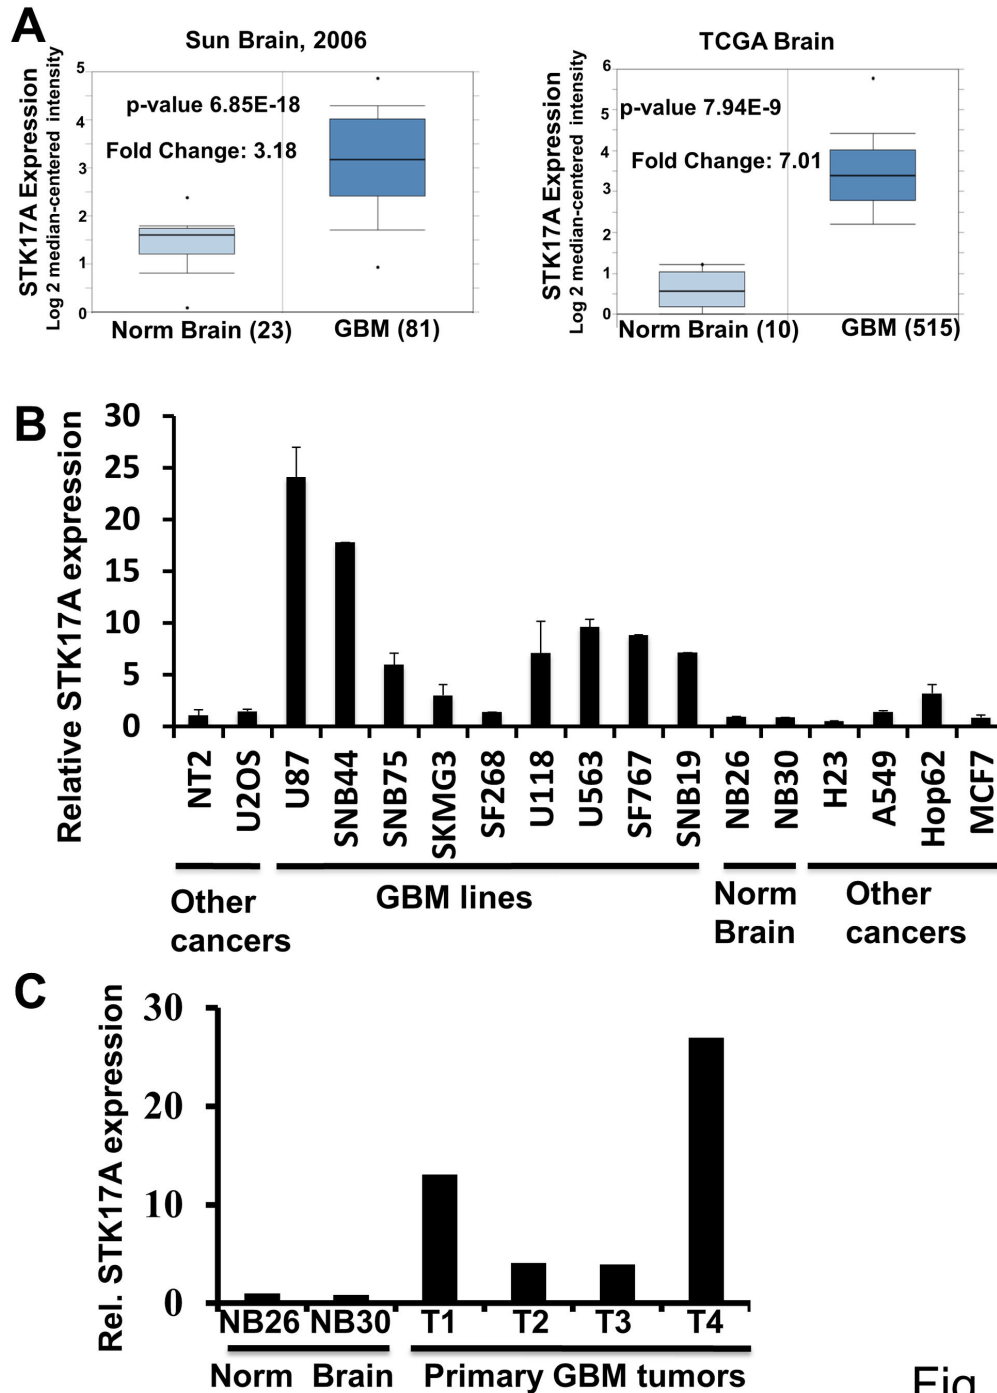 A
Sun Brain, 2006
STK17A Expression
Log 2 median-centered intensity
5
4
3
2
1
0
p-value 6.85E-18
Fold Change: 3.18
Norm Brain (23)
GBM (81)
TCGA Brain
STK17A Expression
Log 2 median-centered intensity
6
5
4
3
2
1
0
p-value 7.94E-9
Fold Change: 7.01
Norm Brain (10)
GBM (515)
B
Relative STK17A expression
30
25
20
15
10
5
0
NT2
U2OS
U87
SNB44
SNB75
SKMG3
SF268
U118
U563
SF767
SNB19
NB26
NB30
H23
A549
Hop62
MCF7
Other
cancers
GBM lines
Norm
Brain
Other
cancers
C
Rel. STK17A expression
30
20
10
0
NB26 NB30 T1 T2 T3 T4
Norm Brain
Primary GBM tumors
Fig